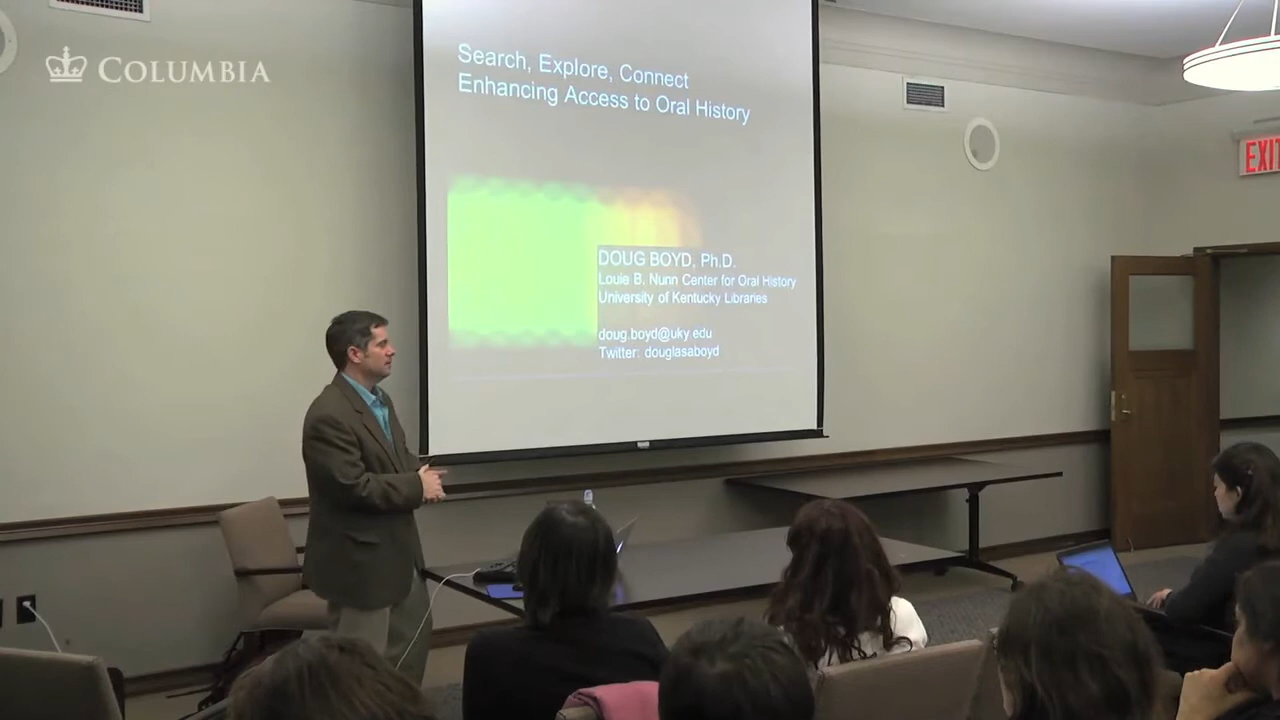 COLUMBIA
Search, Explore, Connect
Enhancing Access to Oral History
DOUG BOYD, Ph.D.
Louie B. Nunn Center for Oral History
University of Kentucky Libraries
doug.boyd@uky.edu
Twitter: douglasaboyd
EXIT